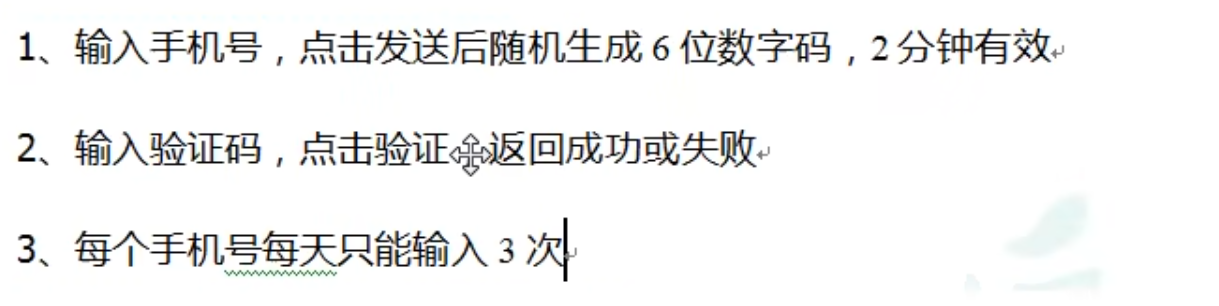 1、输入手机号，点击发送后随机生成 6 位数字码，2 分钟有效
2、输入验证码，点击验证，返回成功或失败
3、每个手机号每天只能输入 3 次